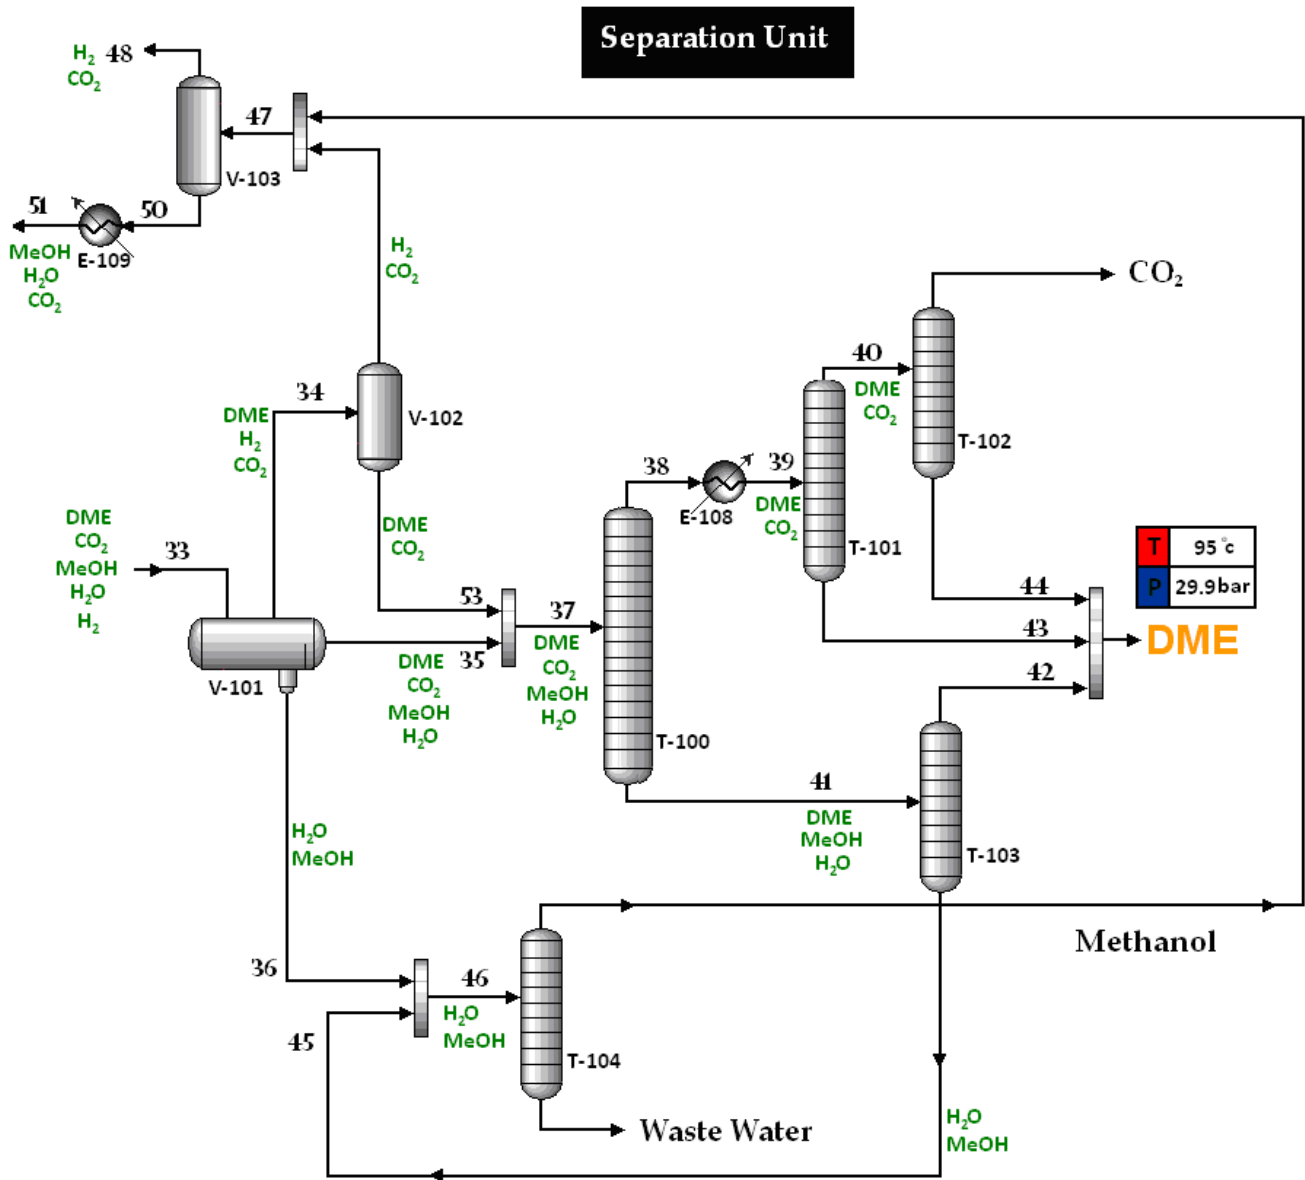 Separation Unit
H₂
CO₂
48
47
V-103
51
50
E-109
MeOH
H₂O
CO₂
H₂
CO₂
CO₂
34
DME
H₂
CO₂
V-102
40
DME
CO₂
T-102
38
39
E-108
DME
CO₂
T-101
DME
CO₂
DME
CO₂
MeOH
H₂O
H₂
33
T 95 °c
P 29.9 bar
53
37
44
43
DME
35
DME
CO₂
MeOH
H₂O
DME
CO₂
MeOH
H₂O
V-101
42
T-100
41
DME
MeOH
H₂O
T-103
H₂O
MeOH
Methanol
36
46
H₂O
MeOH
45
T-104
Waste Water
H₂O
MeOH